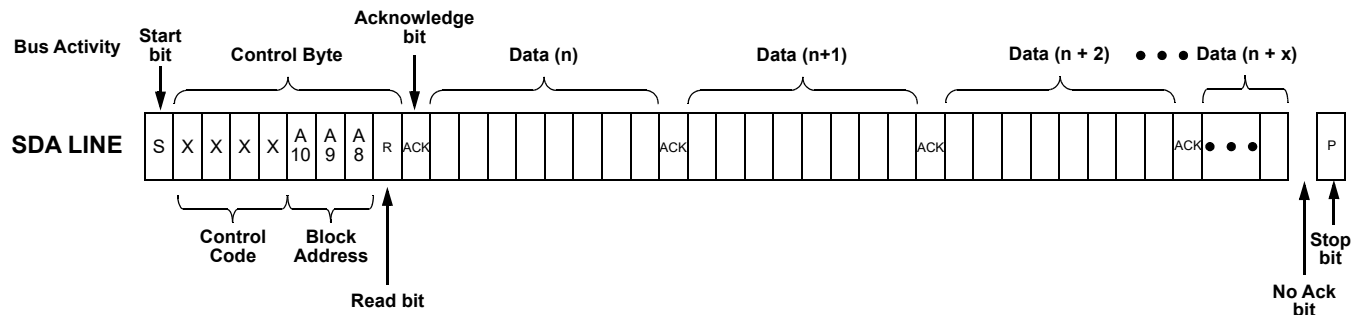 Bus Activity
Start
bit
Control Byte
Acknowledge
bit
Data (n)
Data (n+1)
Data (n + 2)
• • •
Data (n + x)
SDA LINE
S
X
X
X
X
A
10
A
9
A
8
R
ACK
ACK
ACK
ACK
• • •
P
Control
Code
Block
Address
Read bit
No Ack
bit
Stop
bit